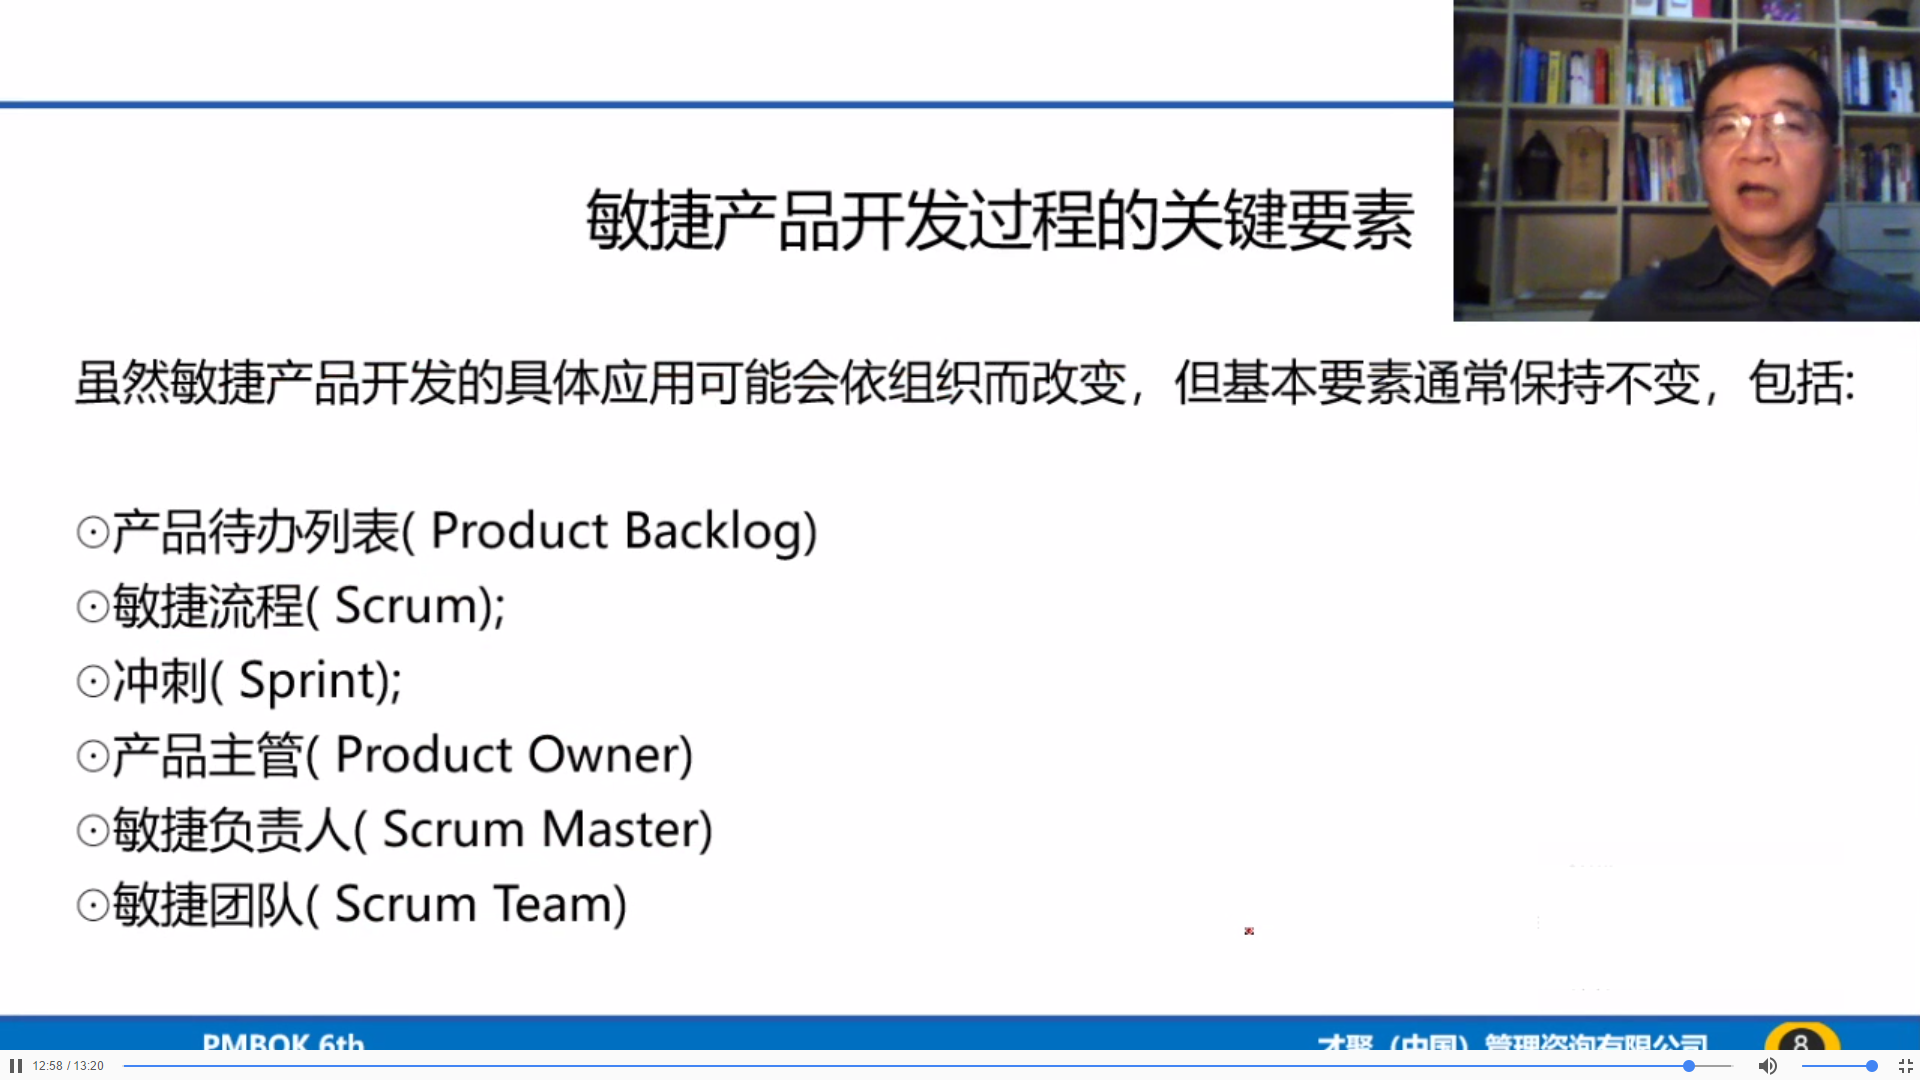 敏捷产品开发过程的关键要素
虽然敏捷产品开发的具体应用可能会依组织而改变，但基本要素通常保持不变，包括:
⊙产品待办列表( Product Backlog)
⊙敏捷流程( Scrum);
⊙冲刺( Sprint);
⊙产品主管( Product Owner)
⊙敏捷负责人( Scrum Master)
⊙敏捷团队( Scrum Team)
PMBOK 6th
才聚（中国）管理咨询有限公司
8
12:58 / 13:20